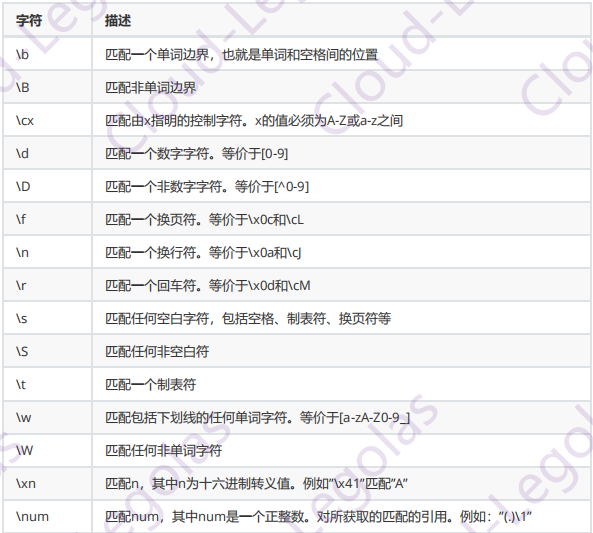 字符 描述
\b 匹配一个单词边界，也就是单词和空格间的位置
\B 匹配非单词边界
\cx 匹配由x指明的控制字符。x的值必须为A-Z或a-z之间
\d 匹配一个数字字符。等价于[0-9]
\D 匹配一个非数字字符。等价于[^0-9]
\f 匹配一个换页符。等价于\x0c和\cL
\n 匹配一个换行符。等价于\x0a和\cJ
\r 匹配一个回车符。等价于\x0d和\cM
\s 匹配任何空白字符，包括空格、制表符、换页符等
\S 匹配任何非空白符
\t 匹配一个制表符
\w 匹配包括下划线的任何单词字符。等价于[a-zA-Z0-9_]
\W 匹配任何非单词字符
\xn 匹配n，其中n为十六进制转义值。例如”\x41”匹配”A”
\num 匹配num，其中num是一个正整数。对所获取的匹配的引用。例如：”(.)\1”